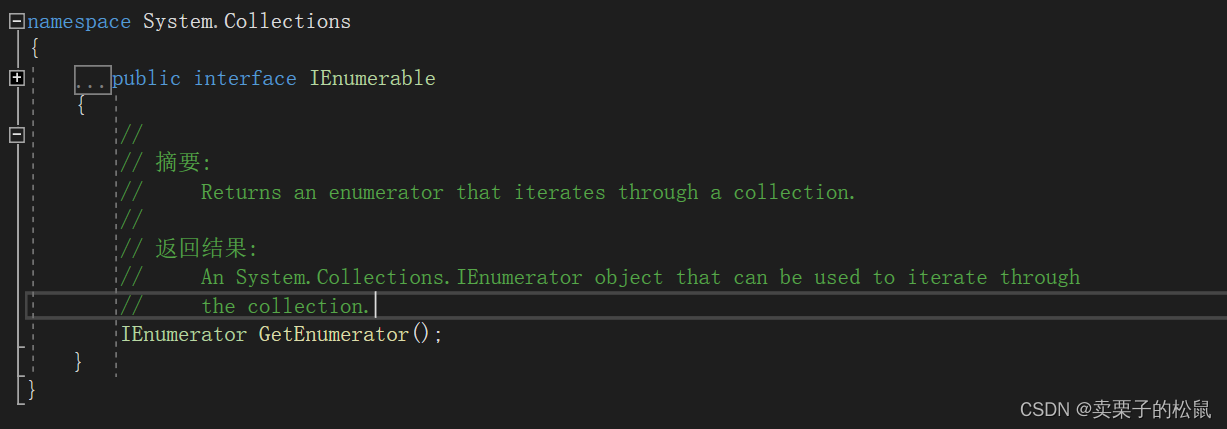 namespace System.Collections
{
...public interface IEnumerable
{
//
// 摘要:
//     Returns an enumerator that iterates through a collection.
//
// 返回结果:
//     An System.Collections.IEnumerator object that can be used to iterate through
//     the collection.
IEnumerator GetEnumerator();
}
}
CSDN @卖栗子的松鼠